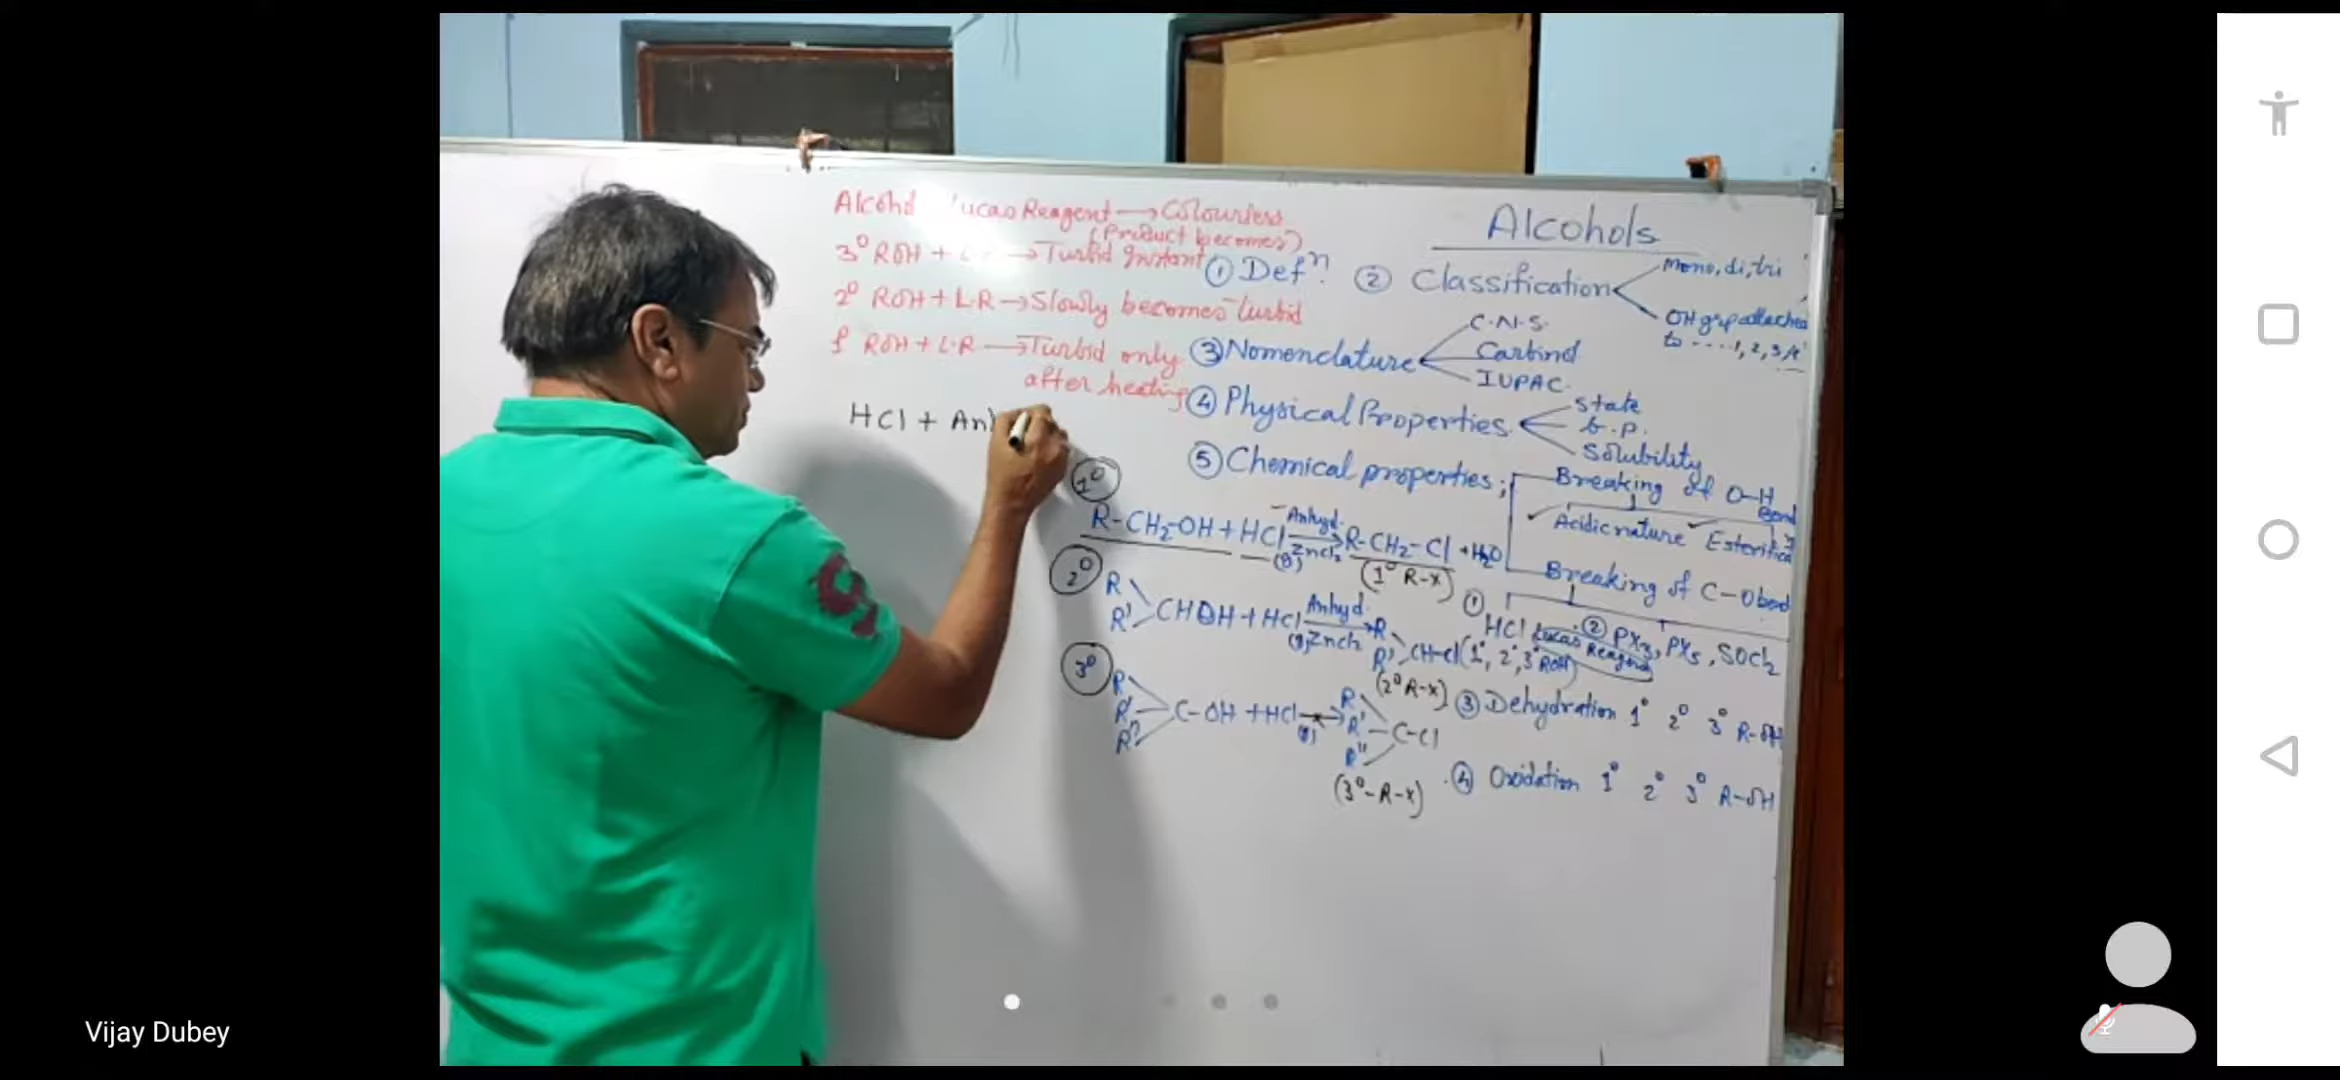 Alcohol Lucas Reagent → Colourless
(Product becomes)
3° ROH + L → Turbid Instant
2° ROH + L.R → Slowly becomes turbid
1° ROH + L.R → Turbid only
after heating
HCl + Anh
Alcohols
① Defⁿ ② Classification
Mono, di, tri
OH grp attached
to ....1, 2, 3
③ Nomenclature
C.N.S.
Carbinol
IUPAC
④ Physical Properties
State
b.p.
Solubility
⑤ Chemical properties;
Breaking of O-H
Bond
Acidic nature Esterifica
Breaking of C-O bond
① HCl Lucas Reagent ② PX₃, PX₅, SOCl₂
(1°, 2°, 3° ROH)
③ Dehydration 1° 2° 3° R-OH
④ Oxidation 1° 2° 3° R-OH
1°
R-CH₂-OH + HCl (g) Anhyd. ZnCl₂ → R-CH₂-Cl + H₂O
(1° R-X)
2°
R R' CHOH + HCl (g) Anhyd. ZnCl₂ → R R' CH-Cl
(2° R-X)
3°
R R' R" C-OH + HCl (g) → R R' R" C-Cl
(3°-R-X)
Vijay Dubey